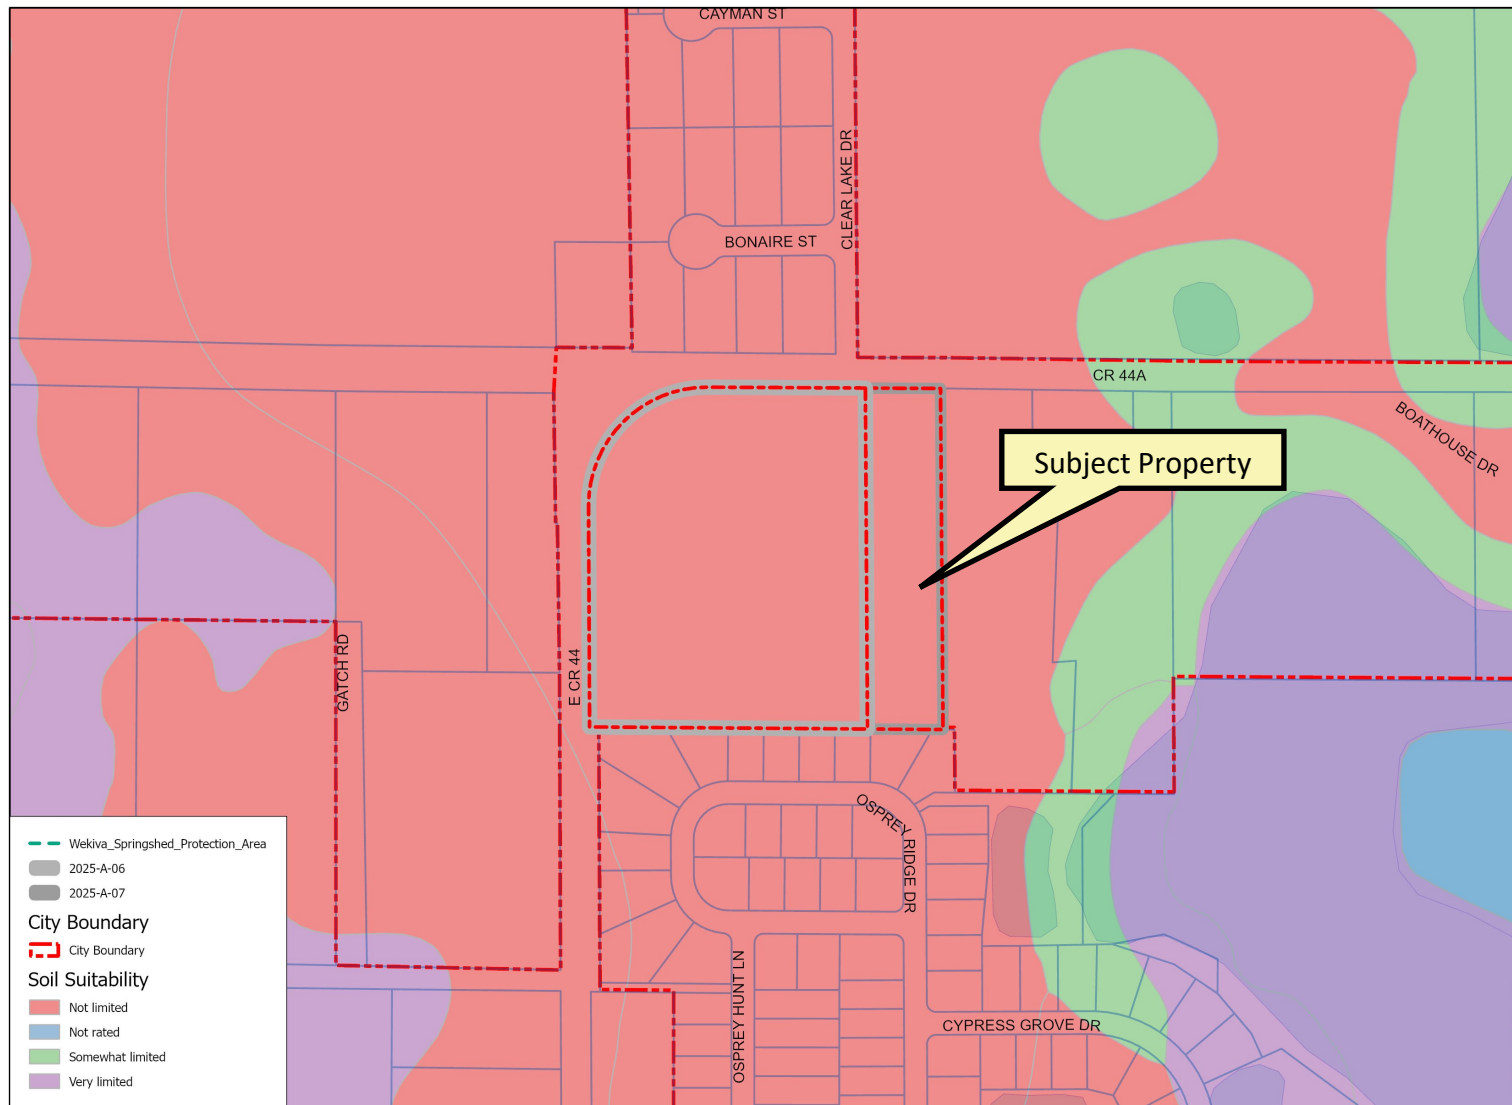 CAYMAN ST
CLEAR LAKE DR
BONAIRE ST
CR 44A
BOATHOUSE DR
Subject Property
GATCH RD
E CR 44
OSPREY RIDGE DR
OSPREY HUNT LN
CYPRESS GROVE DR
Wekiva_Springshed_Protection_Area
2025-A-06
2025-A-07
City Boundary
City Boundary
Soil Suitability
Not limited
Not rated
Somewhat limited
Very limited